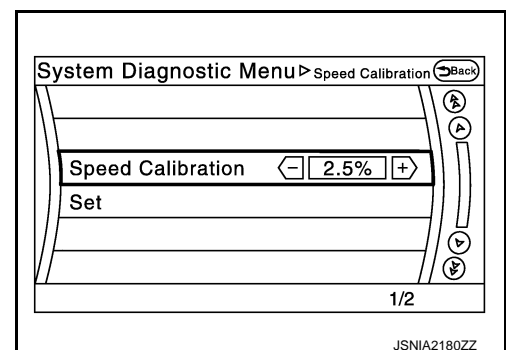 System Diagnostic Menu▷ Speed Calibration ⮌Back
Speed Calibration - 2.5% +
Set
1/2
JSNIA2180ZZ